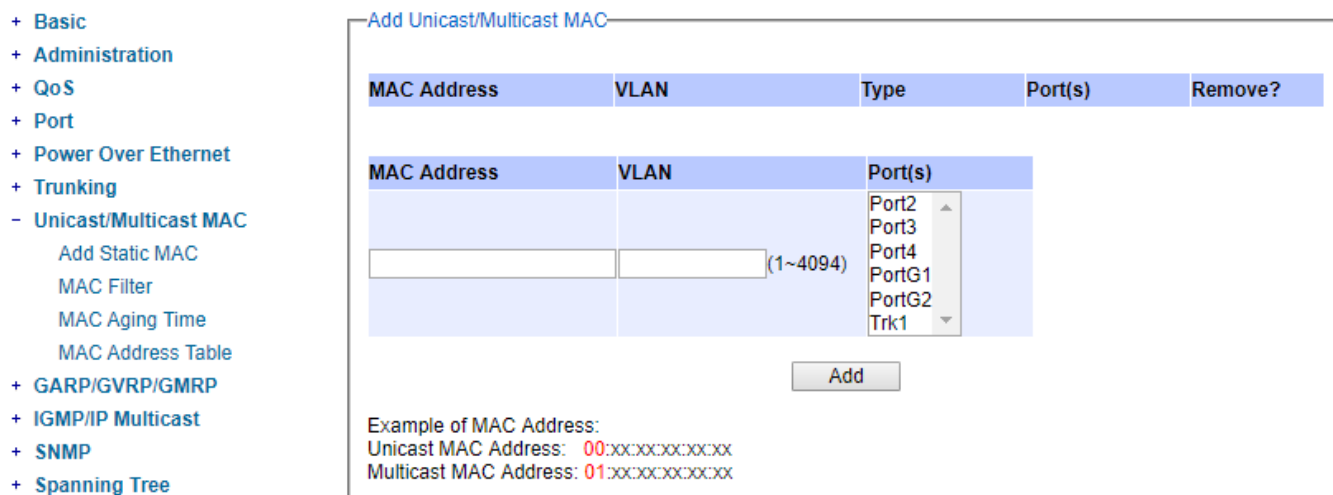 + Basic
+ Administration
+ QoS
+ Port
+ Power Over Ethernet
+ Trunking
- Unicast/Multicast MAC
Add Static MAC
MAC Filter
MAC Aging Time
MAC Address Table
+ GARP/GVRP/GMRP
+ IGMP/IP Multicast
+ SNMP
+ Spanning Tree
Add Unicast/Multicast MAC
MAC Address VLAN Type Port(s) Remove?
MAC Address VLAN Port(s)
(1~4094)
Port2
Port3
Port4
PortG1
PortG2
Trk1
Add
Example of MAC Address:
Unicast MAC Address: 00:xx:xx:xx:xx:xx
Multicast MAC Address: 01:xx:xx:xx:xx:xx